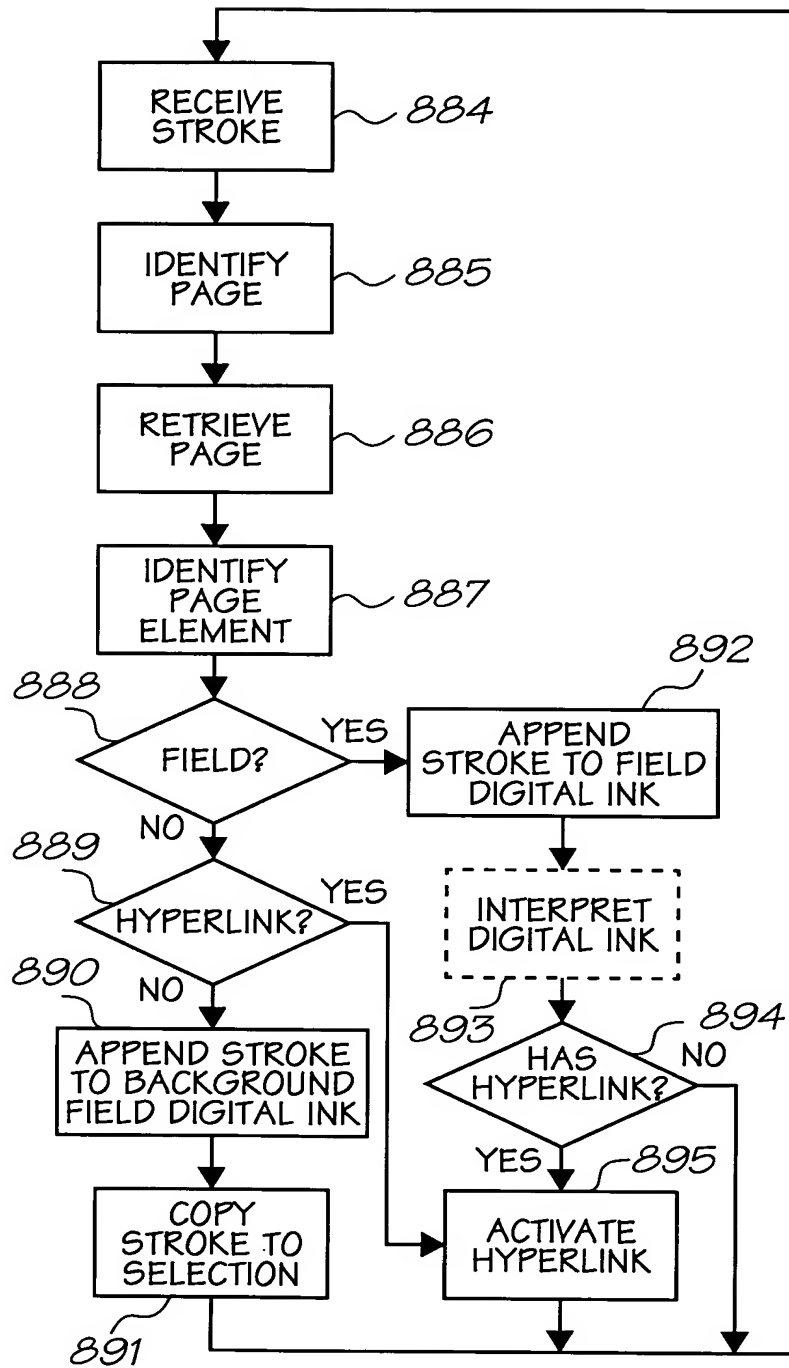 RECEIVE
STROKE
884
IDENTIFY
PAGE
885
RETRIEVE
PAGE
886
IDENTIFY
PAGE
ELEMENT
887
888
FIELD?
YES
NO
892
APPEND
STROKE TO FIELD
DIGITAL INK
889
HYPERLINK?
YES
NO
INTERPRET
DIGITAL INK
893
890
APPEND STROKE
TO BACKGROUND
FIELD DIGITAL INK
894
HAS
HYPERLINK?
NO
YES
895
COPY
STROKE TO
SELECTION
891
ACTIVATE
HYPERLINK